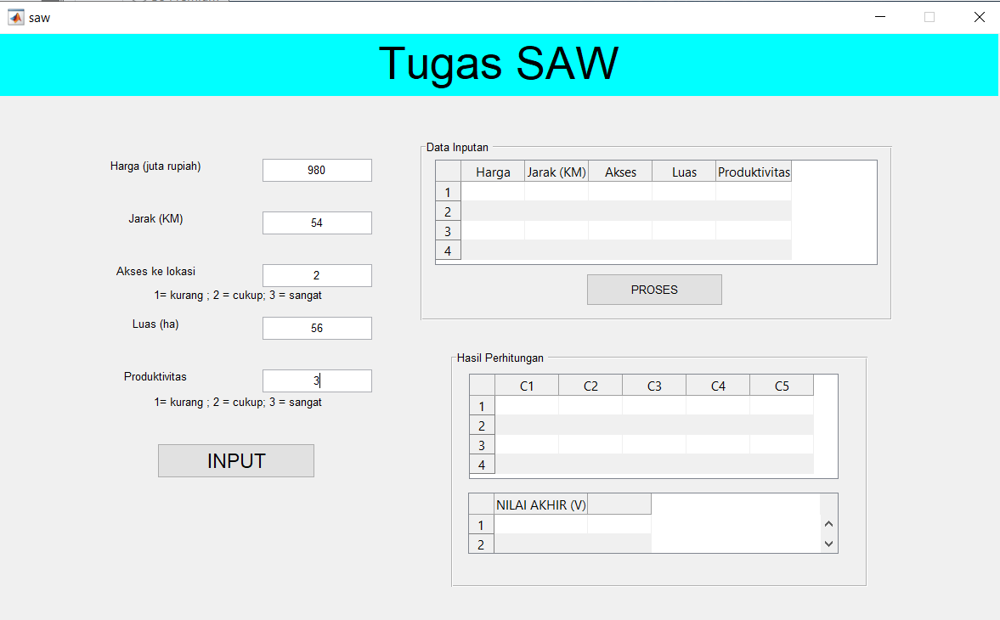 saw
Tugas SAW
Harga (juta rupiah)
980
Jarak (KM)
54
Akses ke lokasi
2
1= kurang ; 2 = cukup; 3 = sangat
Luas (ha)
56
Produktivitas
3
1= kurang ; 2 = cukup; 3 = sangat
INPUT
Data Inputan
Harga Jarak (KM) Akses Luas Produktivitas
1
2
3
4
PROSES
Hasil Perhitungan
C1 C2 C3 C4 C5
1
2
3
4
NILAI AKHIR (V)
1
2